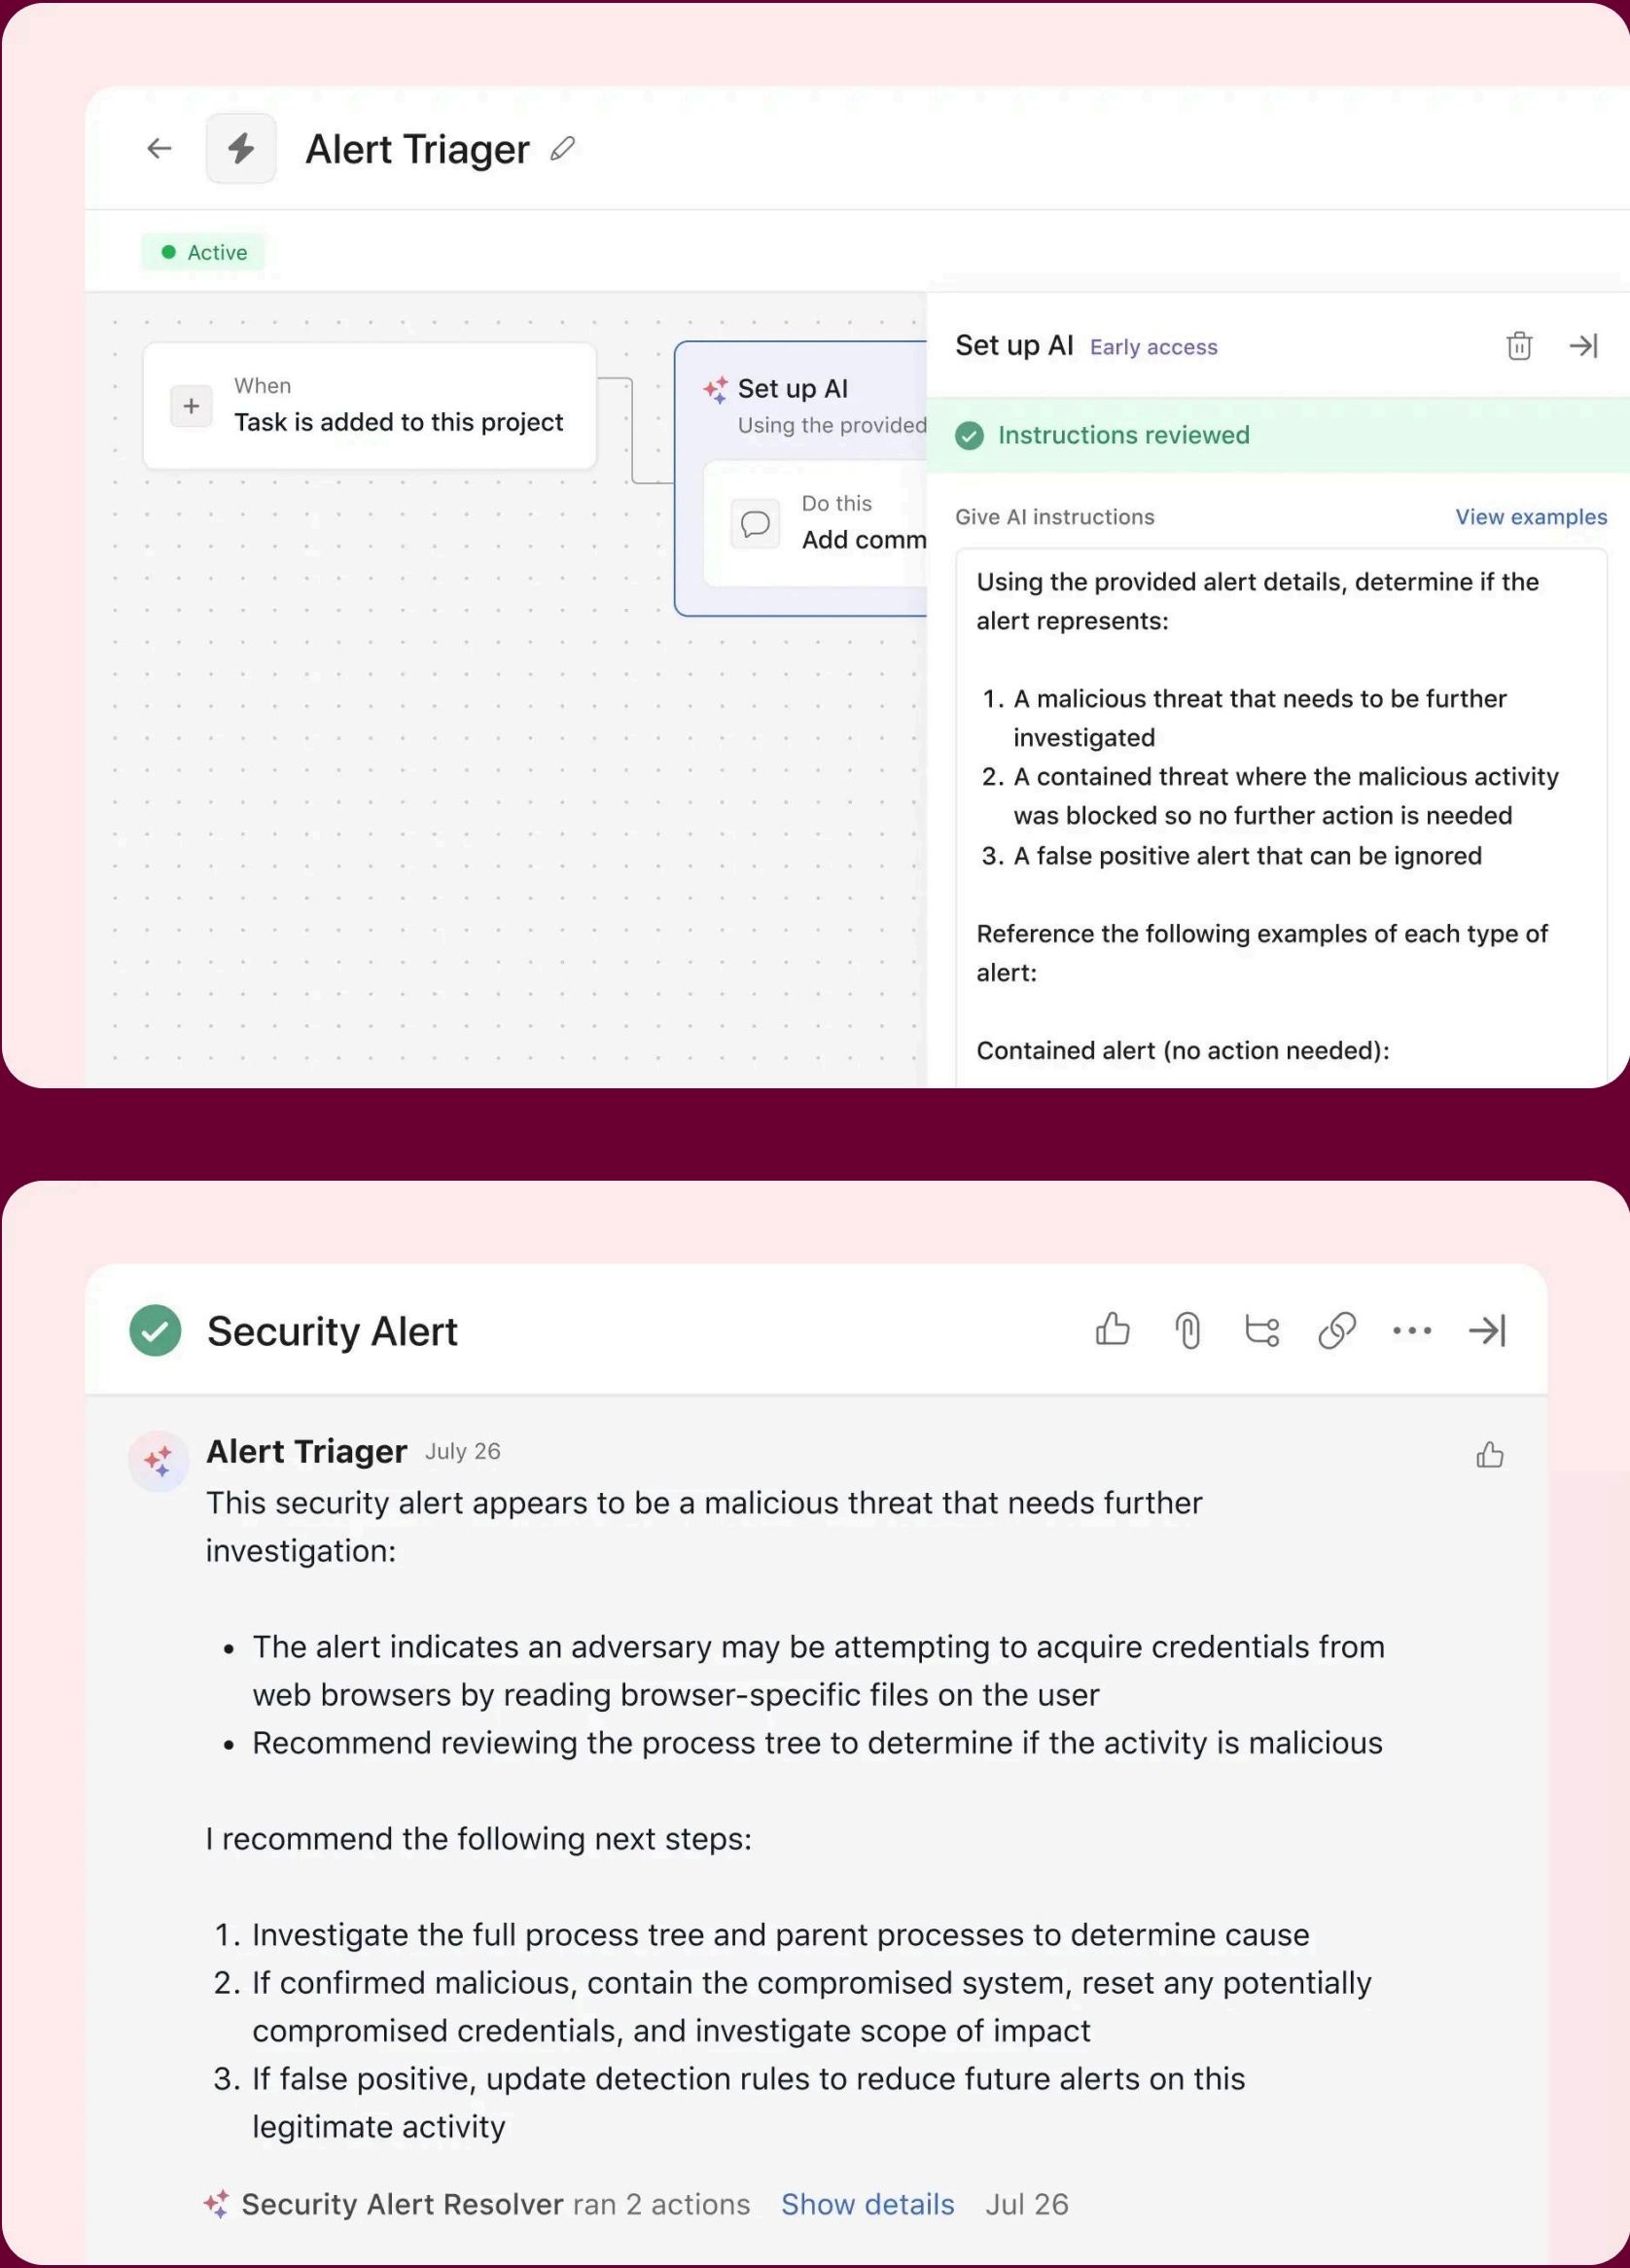 Alert Triager
Active
When
Task is added to this project
Set up AI
Using the provided
Do this
Add comm
Set up AI Early access
Instructions reviewed
Give AI instructions View examples
Using the provided alert details, determine if the
alert represents:
1. A malicious threat that needs to be further
investigated
2. A contained threat where the malicious activity
was blocked so no further action is needed
3. A false positive alert that can be ignored
Reference the following examples of each type of
alert:
Contained alert (no action needed):
Security Alert
Alert Triager July 26
This security alert appears to be a malicious threat that needs further
investigation:
• The alert indicates an adversary may be attempting to acquire credentials from
web browsers by reading browser-specific files on the user
• Recommend reviewing the process tree to determine if the activity is malicious
I recommend the following next steps:
1. Investigate the full process tree and parent processes to determine cause
2. If confirmed malicious, contain the compromised system, reset any potentially
compromised credentials, and investigate scope of impact
3. If false positive, update detection rules to reduce future alerts on this
legitimate activity
Security Alert Resolver ran 2 actions Show details Jul 26